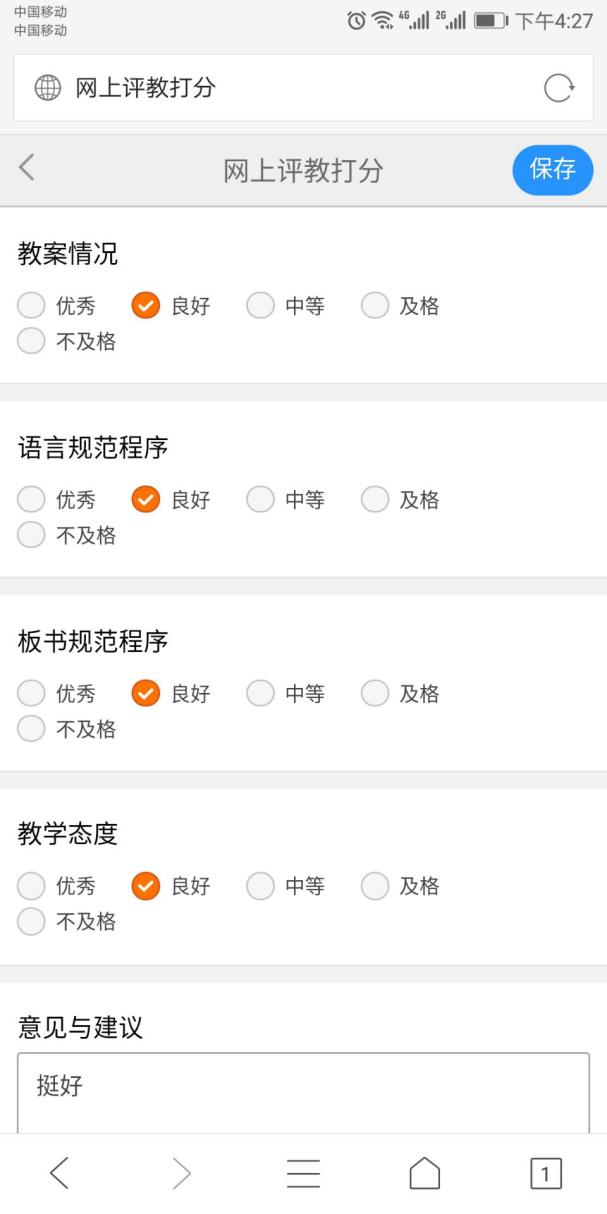 中国移动
中国移动
4G 2G 下午4:27
网上评教打分
网上评教打分 保存
教案情况
优秀 良好 中等 及格
不及格
语言规范程序
优秀 良好 中等 及格
不及格
板书规范程序
优秀 良好 中等 及格
不及格
教学态度
优秀 良好 中等 及格
不及格
意见与建议
挺好
1